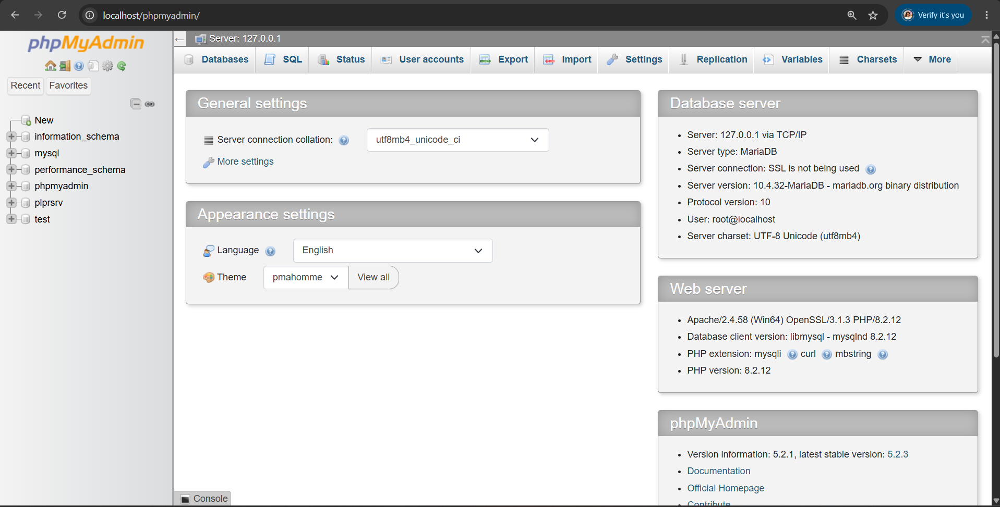 localhost/phpmyadmin/
Verify it's you
phpMyAdmin
Recent Favorites
New
information_schema
mysql
performance_schema
phpmyadmin
plprsrv
test
Server: 127.0.0.1
Databases SQL Status User accounts Export Import Settings Replication Variables Charsets More
General settings
Server connection collation: utf8mb4_unicode_ci
More settings
Appearance settings
Language English
Theme pmahomme View all
Database server
Server: 127.0.0.1 via TCP/IP
Server type: MariaDB
Server connection: SSL is not being used
Server version: 10.4.32-MariaDB - mariadb.org binary distribution
Protocol version: 10
User: root@localhost
Server charset: UTF-8 Unicode (utf8mb4)
Web server
Apache/2.4.58 (Win64) OpenSSL/3.1.3 PHP/8.2.12
Database client version: libmysql - mysqlnd 8.2.12
PHP extension: mysqli curl mbstring
PHP version: 8.2.12
phpMyAdmin
Version information: 5.2.1, latest stable version: 5.2.3
Documentation
Official Homepage
Contribute
Console